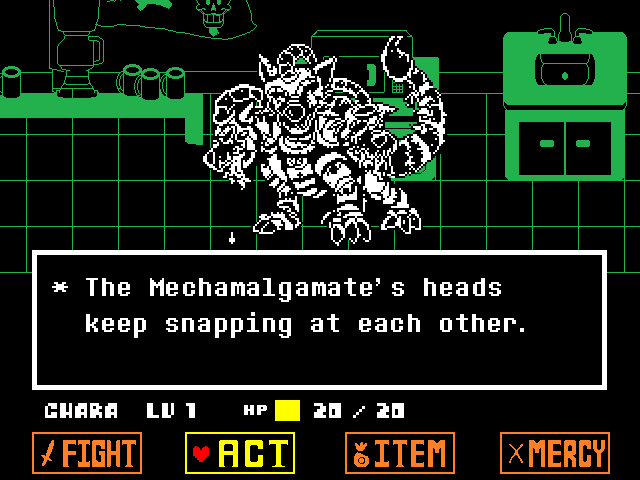 * The Mechamalgamate's heads
keep snapping at each other.
CHARA LV 1 HP 20 / 20
FIGHT ACT ITEM MERCY